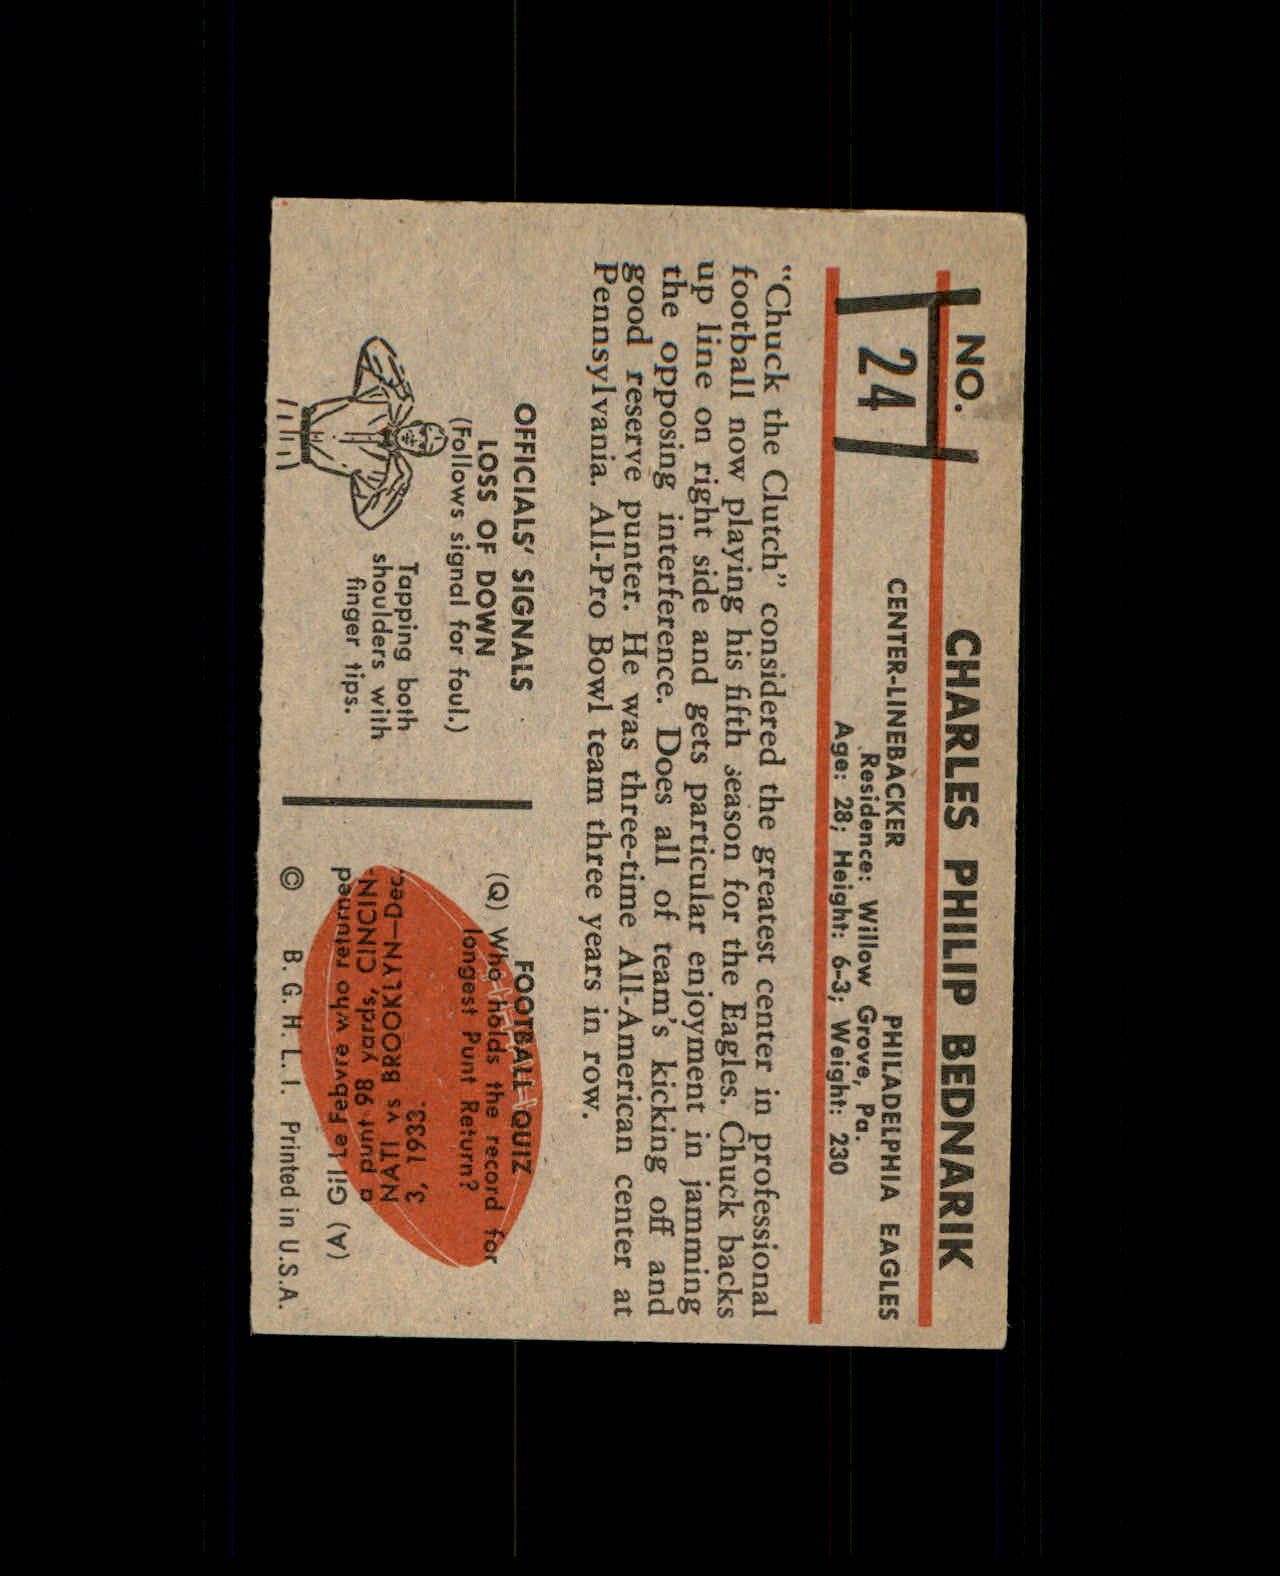 NO.
24
CHARLES PHILIP BEDNARIK
CENTER-LINEBACKER PHILADELPHIA EAGLES
Residence: Willow Grove, Pa.
Age: 28; Height: 6-3; Weight: 230
"Chuck the Clutch" considered the greatest center in professional
football now playing his fifth season for the Eagles. Chuck backs
up line on right side and gets particular enjoyment in jamming
the opposing interference. Does all of team's kicking off and
good reserve punter. He was three-time All-American center at
Pennsylvania. All-Pro Bowl team three years in row.
OFFICIALS' SIGNALS
LOSS OF DOWN
(Follows signal for foul.)
Tapping both
shoulders with
finger tips.
FOOTBALL QUIZ
(Q) Who holds the record for
longest Punt Return?
(A) Gil Le Febvre who returned
a punt 98 yards, CINCIN-
NATI vs BROOKLYN—Dec.
3, 1933.
© B. G. H. L. I. Printed in U.S.A.